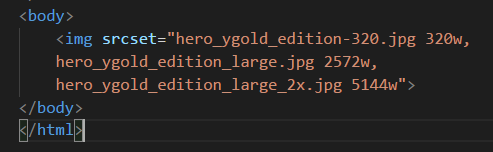 <body>
<img srcset="hero_ygold_edition-320.jpg 320w,
hero_ygold_edition_large.jpg 2572w,
hero_ygold_edition_large_2x.jpg 5144w">
</body>
</html>